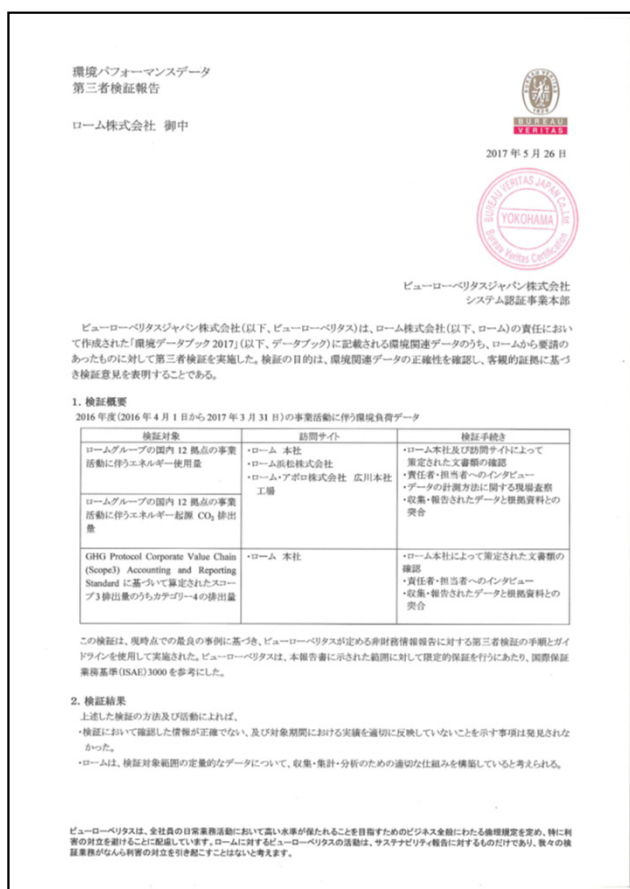 環境パフォーマンスデータ
第三者検証報告
ローム株式会社 御中
BUREAU
VERITAS
2017 年 5 月 26 日
BUREAU VERITAS JAPAN Co.,Ltd.
YOKOHAMA
Bureau Veritas Certification
ビューローベリタスジャパン株式会社
システム認証事業本部
ビューローベリタスジャパン株式会社(以下、ビューローベリタス)は、ローム株式会社(以下、ローム)の責任におい
て作成された「環境データブック 2017」(以下、データブック)に記載される環境関連データのうち、ロームから要請の
あったものに対して第三者検証を実施した。検証の目的は、環境関連データの正確性を確認し、客観的証拠に基づ
き検証意見を表明することである。
1. 検証概要
2016 年度(2016 年 4 月 1 日から 2017 年 3 月 31 日)の事業活動に伴う環境負荷データ
検証対象 訪問サイト 検証手続き
ロームグループの国内 12 拠点の事業
活動に伴うエネルギー使用量
ロームグループの国内 12 拠点の事業
活動に伴うエネルギー起源 CO2 排出
量
・ローム 本社
・ローム浜松株式会社
・ローム・アポロ株式会社 広川本社
工場
・ローム本社及び訪問サイトによって
策定された文書類の確認
・責任者・担当者へのインタビュー
・データの計測方法に関する現場査察
・収集・報告されたデータと根拠資料との
突合
GHG Protocol Corporate Value Chain
(Scope3) Accounting and Reporting
Standard に基づいて算定されたスコー
プ3排出量のうちカテゴリー4の排出量
・ローム 本社
・ローム本社によって策定された文書類の
確認
・責任者・担当者へのインタビュー
・収集・報告されたデータと根拠資料との
突合
この検証は、現時点での最良の事例に基づき、ビューローベリタスが定める非財務情報報告に対する第三者検証の手順とガイ
ドラインを使用して実施された。ビューローベリタスは、本報告書に示された範囲に対して限定的保証を行うにあたり、国際保証
業務基準(ISAE)3000 を参考にした。
2. 検証結果
上述した検証の方法及び活動によれば、
・検証において確認した情報が正確でない、及び対象期間における実績を適切に反映していないことを示す事項は発見されな
かった。
・ロームは、検証対象範囲の定量的なデータについて、収集・集計・分析のための適切な仕組みを構築していると考えられる。
ビューローベリタスは、全社員の日常業務活動において高い水準が保たれることを目指すためのビジネス全般にわたる倫理規定を定め、特に利
害の対立を避けることに配慮しています。ロームに対するビューローベリタスの活動は、サステナビリティ報告に対するものだけであり、我々の検
証業務がなんら利害の対立を引き起こすことはないと考えます。